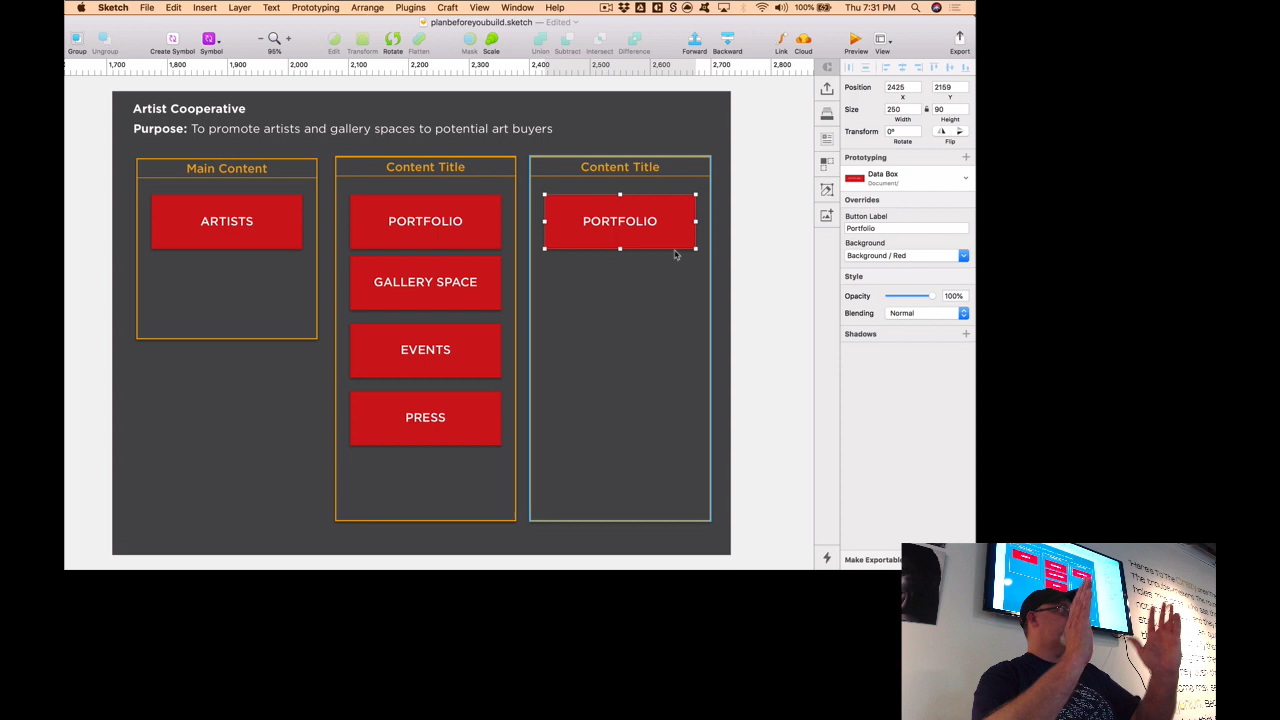 Sketch File Edit Insert Layer Text Prototyping Arrange Plugins Craft View Window Help 100% Thu 7:31 PM
planbeforeyoubuild.sketch — Edited
Group Ungroup Create Symbol Symbol 95% Edit Transform Rotate Flatten Mask Scale Union Subtract Intersect Difference Forward Backward Link Cloud Preview View Export
1,700 1,800 1,900 2,000 2,100 2,200 2,300 2,400 2,500 2,600 2,700 2,800
Artist Cooperative
Purpose: To promote artists and gallery spaces to potential art buyers
Main Content
ARTISTS
Content Title
PORTFOLIO
GALLERY SPACE
EVENTS
PRESS
Content Title
PORTFOLIO
Position 2425 2159
X Y
Size 250 90
Width Height
Transform 0°
Rotate Flip
Prototyping
Data Box
Document/
Overrides
Button Label
Portfolio
Background
Background / Red
Style
Opacity 100%
Blending Normal
Shadows
Make Exportable